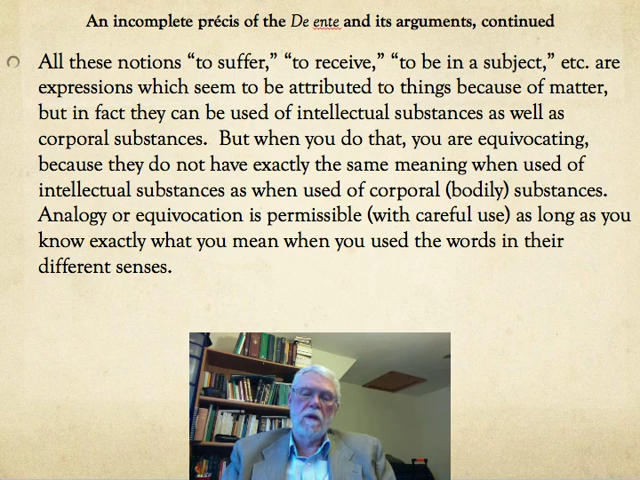 An incomplete précis of the De ente and its arguments, continued
All these notions “to suffer,” “to receive,” “to be in a subject,” etc. are
expressions which seem to be attributed to things because of matter,
but in fact they can be used of intellectual substances as well as
corporal substances.  But when you do that, you are equivocating,
because they do not have exactly the same meaning when used of
intellectual substances as when used of corporal (bodily) substances.
Analogy or equivocation is permissible (with careful use) as long as you
know exactly what you mean when you used the words in their
different senses.